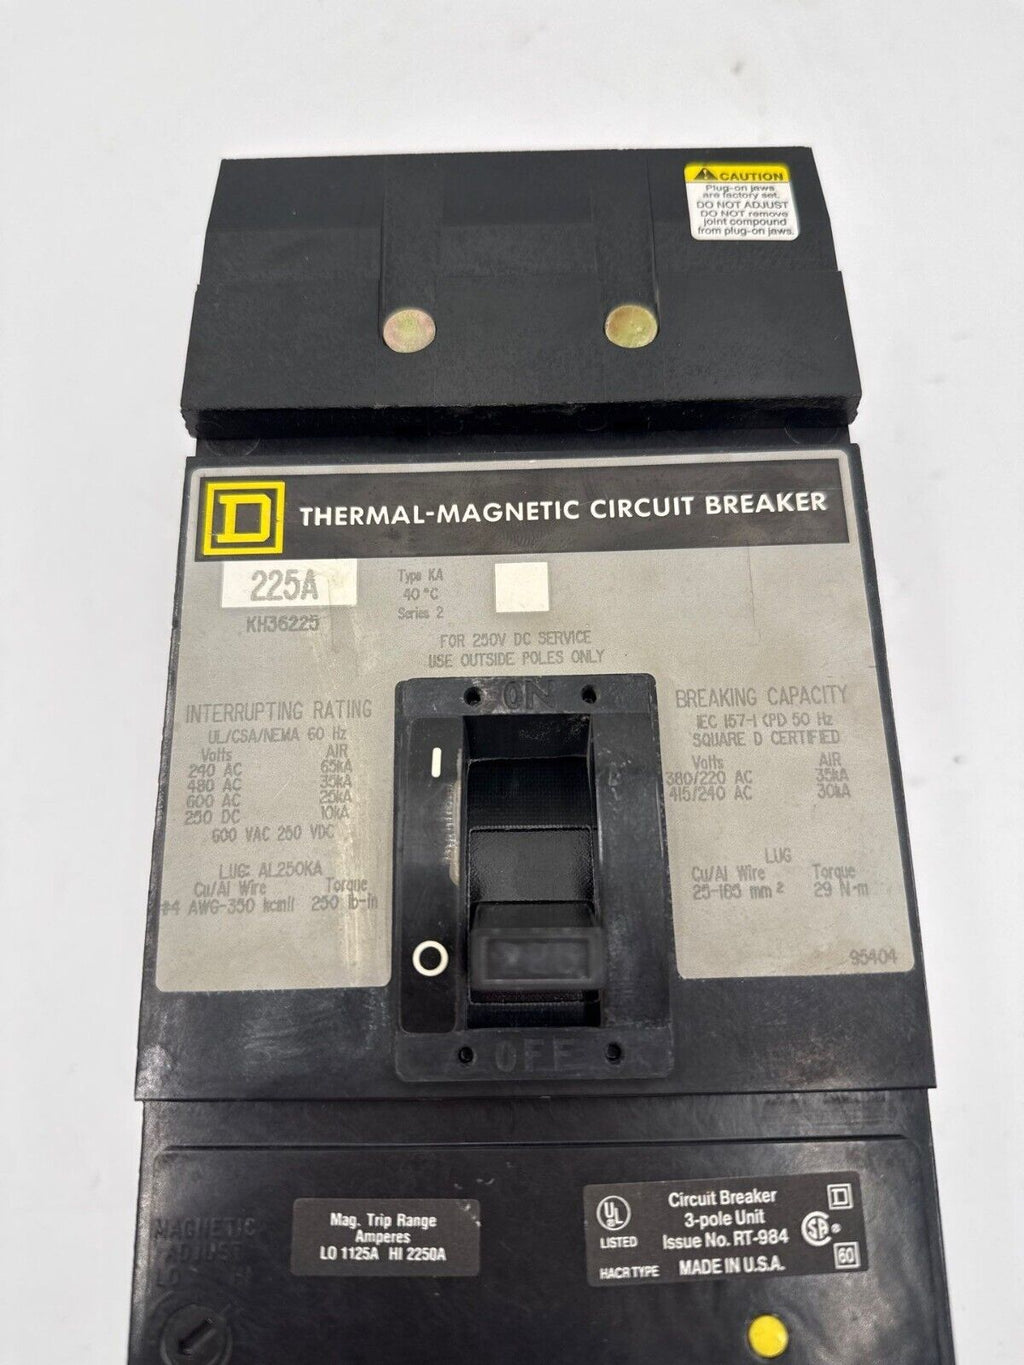 CAUTION
Plug-on jaws
are factory set.
DO NOT ADJUST
DO NOT remove
joint compound
from plug-on jaws.
D THERMAL-MAGNETIC CIRCUIT BREAKER
225A
KH36225
Type KA
40°C
Series 2
FOR 250V DC SERVICE
USE OUTSIDE POLES ONLY
INTERRUPTING RATING
UL/CSA/NEMA 60 Hz
Volts AIR
240 AC 65kA
480 AC 35kA
600 AC 25kA
250 DC 10kA
600 VAC 250 VDC
LUG: AL250KA
Cu/Al Wire Torque
#4 AWG-350 kcmil 250 lb-in
ON
I
O
OFF
BREAKING CAPACITY
IEC 157-1 (PD 50 Hz
SQUARE D CERTIFIED
Volts AIR
380/220 AC 35kA
415/240 AC 30kA
LUG
Cu/Al Wire Torque
25-185 mm² 29 N·m
95404
MAGNETIC
ADJUST
LO HI
Mag. Trip Range
Amperes
LO 1125A HI 2250A
UL
LISTED
HACR TYPE
Circuit Breaker
3-pole Unit
Issue No. RT-984
MADE IN U.S.A.
D
SA
60